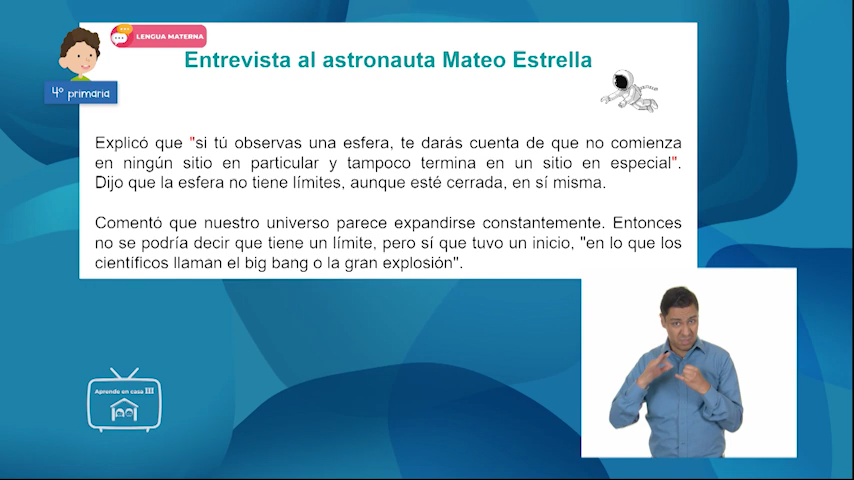 LENGUA MATERNA
4º primaria
Entrevista al astronauta Mateo Estrella
Explicó que "si tú observas una esfera, te darás cuenta de que no comienza
en ningún sitio en particular y tampoco termina en un sitio en especial".
Dijo que la esfera no tiene límites, aunque esté cerrada, en sí misma.
Comentó que nuestro universo parece expandirse constantemente. Entonces
no se podría decir que tiene un límite, pero sí que tuvo un inicio, "en lo que los
científicos llaman el big bang o la gran explosión".
Aprende en casa III